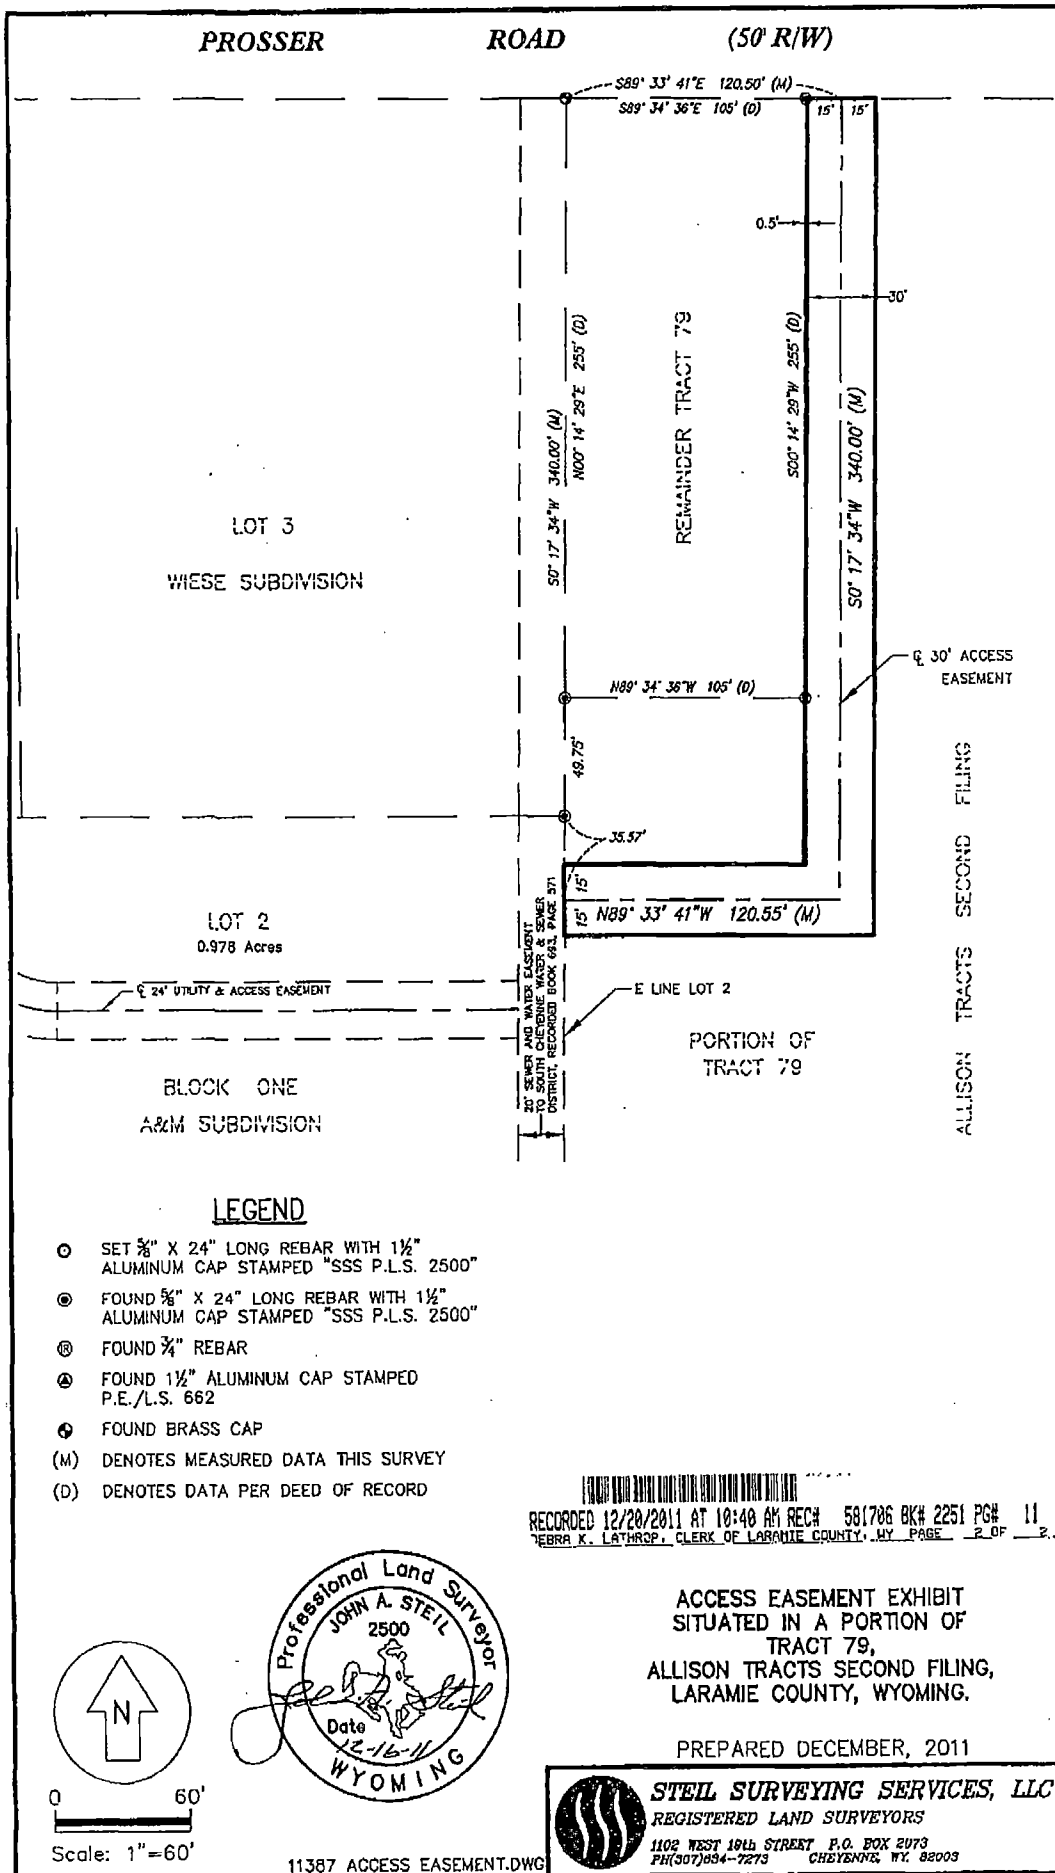 PROSSER ROAD (50' R/W)
S89° 33' 41"E 120.50' (M)
S89° 34' 36"E 105' (D)
15' 15'
0.5'
30'
REMAINDER TRACT 79
S0° 17' 34"W 340.00' (M)
N00° 14' 29"E 255' (D)
S00° 14' 29"W 255' (D)
S0° 17' 34"W 340.00' (M)
LOT 3
WIESE SUBDIVISION
℄ 30' ACCESS
EASEMENT
N89° 34' 36"W 105' (D)
49.75'
35.57'
15'
15'
N89° 33' 41"W 120.55' (M)
ALLISON TRACTS SECOND FILING
LOT 2
0.978 Acres
℄ 24' UTILITY & ACCESS EASEMENT
20' SEWER AND WATER EASEMENT
TO SOUTH CHEYENNE WATER & SEWER
DISTRICT, RECORDED BOOK 693, PAGE 571
E LINE LOT 2
PORTION OF
TRACT 79
BLOCK ONE
A&M SUBDIVISION
LEGEND
SET ⅝" X 24" LONG REBAR WITH 1½"
ALUMINUM CAP STAMPED "SSS P.L.S. 2500"
FOUND ⅝" X 24" LONG REBAR WITH 1½"
ALUMINUM CAP STAMPED "SSS P.L.S. 2500"
FOUND ¾" REBAR
FOUND 1½" ALUMINUM CAP STAMPED
P.E./L.S. 662
FOUND BRASS CAP
(M) DENOTES MEASURED DATA THIS SURVEY
(D) DENOTES DATA PER DEED OF RECORD
RECORDED 12/20/2011 AT 10:40 AM REC# 581706 BK# 2251 PG# 11
DEBRA K. LATHROP, CLERK OF LARAMIE COUNTY, WY PAGE 2 OF 2
Professional Land Surveyor
JOHN A. STEIL
2500
Date
12-16-11
WYOMING
ACCESS EASEMENT EXHIBIT
SITUATED IN A PORTION OF
TRACT 79,
ALLISON TRACTS SECOND FILING,
LARAMIE COUNTY, WYOMING.
PREPARED DECEMBER, 2011
N
0 60'
Scale: 1"=60'
11387 ACCESS EASEMENT.DWG
STEIL SURVEYING SERVICES, LLC
REGISTERED LAND SURVEYORS
1102 WEST 19th STREET P.O. BOX 2073
PH(307)634-7273 CHEYENNE, WY. 82003